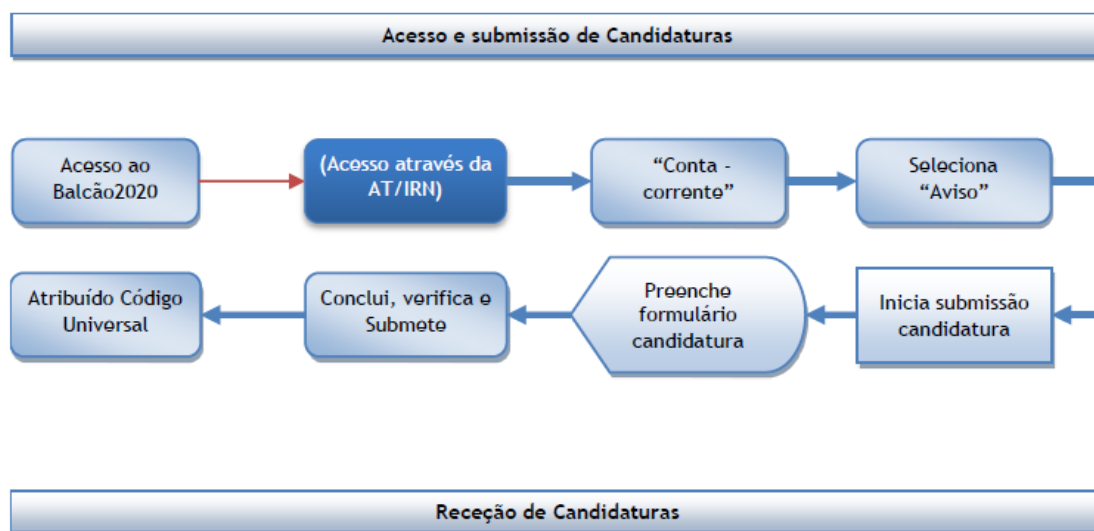 Acesso e submissão de Candidaturas
Acesso ao
Balcão2020
(Acesso através da
AT/IRN)
“Conta -
corrente”
Seleciona
“Aviso”
Inicia submissão
candidatura
Preenche
formulário
candidatura
Conclui, verifica e
Submete
Atribuído Código
Universal
Receção de Candidaturas